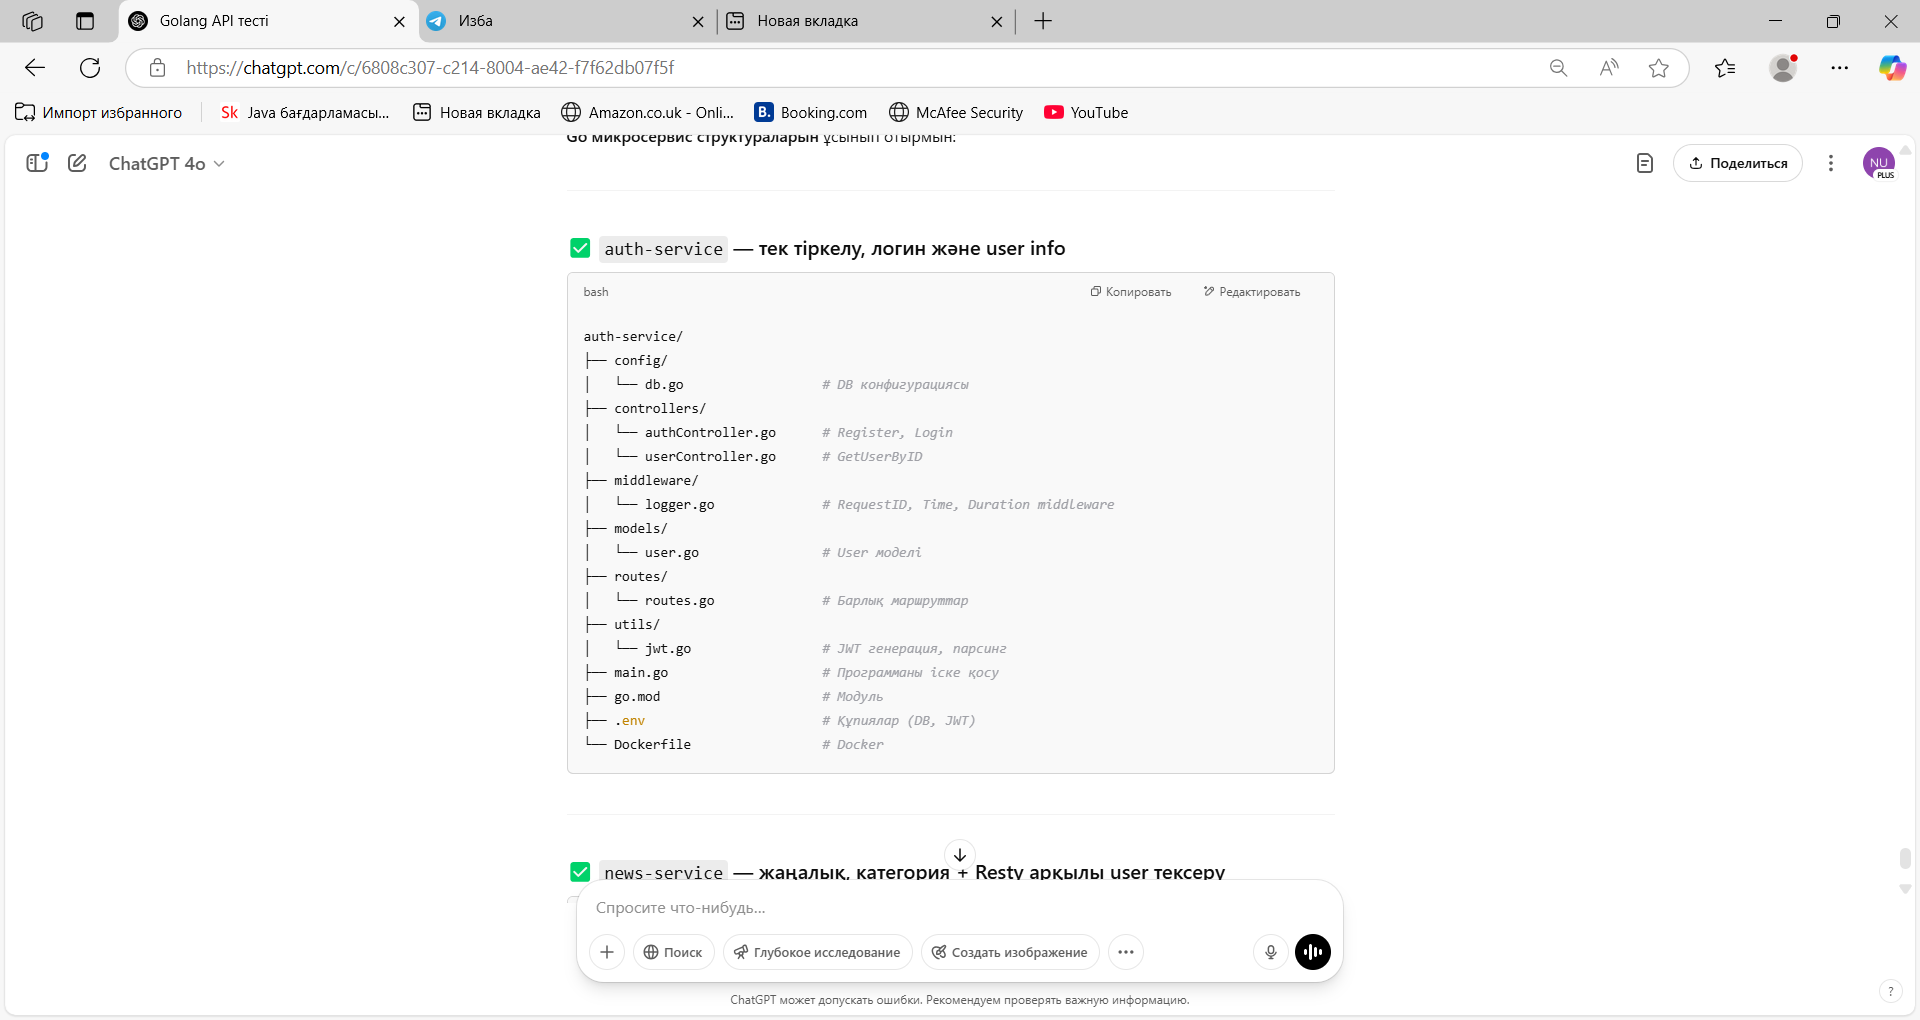 Golang API тесті
Изба
Новая вкладка
https://chatgpt.com/c/6808c307-c214-8004-ae42-f7f62db07f5f
Импорт избранного
Sk Java бағдарламасы...
Новая вкладка
Amazon.co.uk - Onli...
B. Booking.com
McAfee Security
YouTube
Go микросервис структураларын ұсынып отырмын:
ChatGPT 4o
Поделиться
NU
PLUS
auth-service — тек тіркелу, логин және user info
bash
Копировать
Редактировать
auth-service/
├── config/
│   └── db.go # DB конфигурациясы
├── controllers/
│   └── authController.go # Register, Login
│   └── userController.go # GetUserByID
├── middleware/
│   └── logger.go # RequestID, Time, Duration middleware
├── models/
│   └── user.go # User моделі
├── routes/
│   └── routes.go # Барлық маршруттар
├── utils/
│   └── jwt.go # JWT генерация, парсинг
├── main.go # Программаны іске қосу
├── go.mod # Модуль
├── .env # Құпиялар (DB, JWT)
└── Dockerfile # Docker
news-service — жаңалық, категория + Resty арқылы user тексеру
Спросите что-нибудь...
Поиск
Глубокое исследование
Создать изображение
ChatGPT может допускать ошибки. Рекомендуем проверять важную информацию.
?